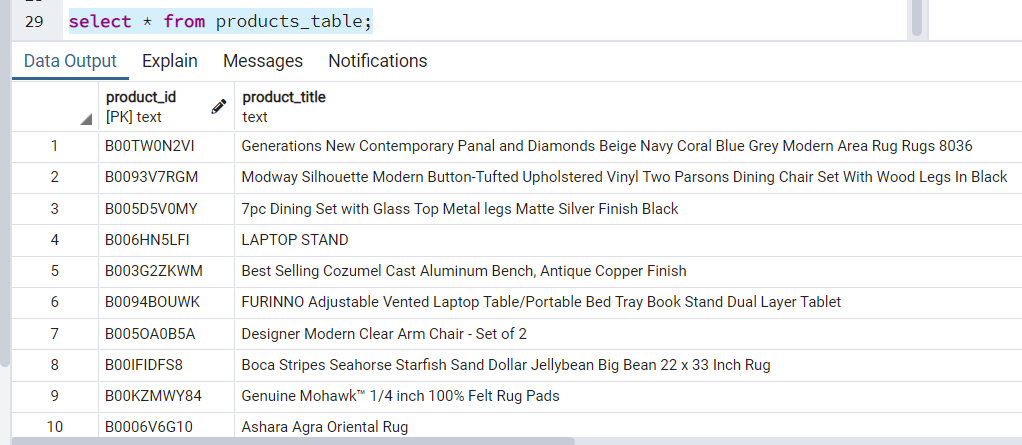 29 select * from products_table;
Data Output Explain Messages Notifications
product_id product_title
[PK] text text
1 B00TW0N2VI Generations New Contemporary Panal and Diamonds Beige Navy Coral Blue Grey Modern Area Rug Rugs 8036
2 B0093V7RGM Modway Silhouette Modern Button-Tufted Upholstered Vinyl Two Parsons Dining Chair Set With Wood Legs In Black
3 B005D5V0MY 7pc Dining Set with Glass Top Metal legs Matte Silver Finish Black
4 B006HN5LFI LAPTOP STAND
5 B003G2ZKWM Best Selling Cozumel Cast Aluminum Bench, Antique Copper Finish
6 B0094BOUWK FURINNO Adjustable Vented Laptop Table/Portable Bed Tray Book Stand Dual Layer Tablet
7 B005OA0B5A Designer Modern Clear Arm Chair - Set of 2
8 B00IFIDFS8 Boca Stripes Seahorse Starfish Sand Dollar Jellybean Big Bean 22 x 33 Inch Rug
9 B00KZMWY84 Genuine Mohawk™ 1/4 inch 100% Felt Rug Pads
10 B0006V6G10 Ashara Agra Oriental Rug